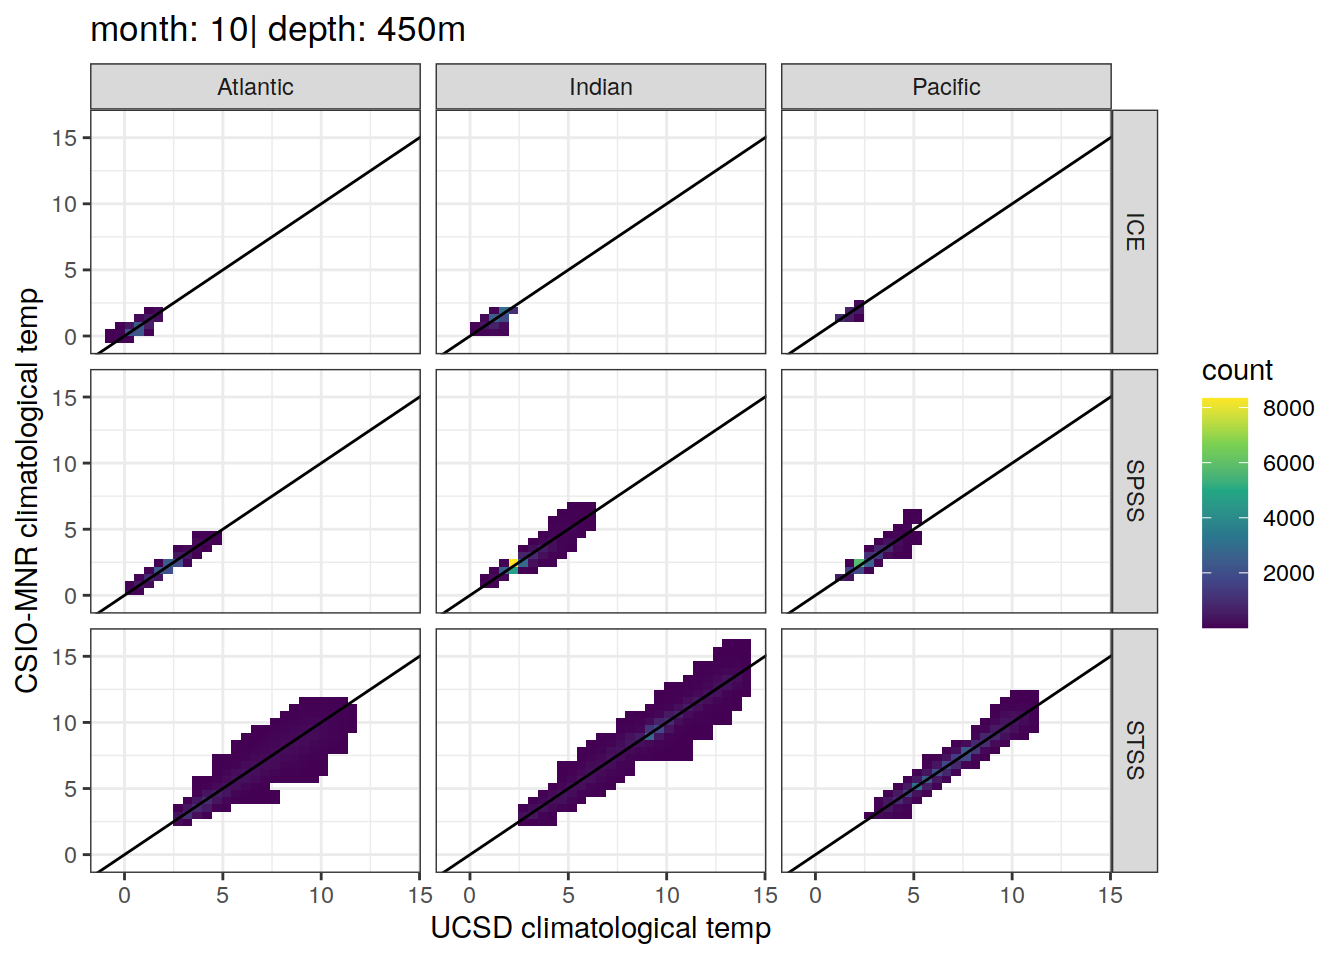 month: 10| depth: 450m
Atlantic
Indian
Pacific
15
10
5
0
ICE
15
10
5
0
SPSS
15
10
5
0
STSS
0
5
10
15
0
5
10
15
0
5
10
15
UCSD climatological temp
CSIO-MNR climatological temp
count
8000
6000
4000
2000